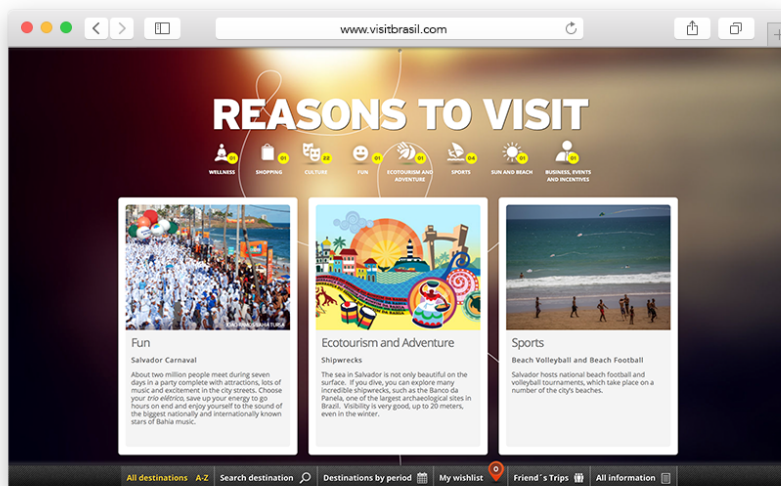 www.visitbrasil.com
REASONS TO VISIT
01
01
22
01
01
04
01
01
WELLNESS
SHOPPING
CULTURE
FUN
ECOTOURISM AND
ADVENTURE
SPORTS
SUN AND BEACH
BUSINESS, EVENTS
AND INCENTIVES
Fun
Salvador Carnaval
About two million people meet during seven
days in a party complete with attractions, lots of
music and excitement in the city streets. Choose
your trio elétrico, save up your energy to go
hours on end and enjoy yourself to the sound of
the biggest nationally and internationally known
stars of Bahia music.
Ecotourism and Adventure
Shipwrecks
The sea in Salvador is not only beautiful on the
surface. If you dive, you can explore many
incredible shipwrecks, such as the Banco da
Panela, one of the largest archaeological sites in
Brazil. Visibility is very good, up to 20 meters,
even in the winter.
Sports
Beach Volleyball and Beach Football
Salvador hosts national beach football and
volleyball tournaments, which take place on a
number of the city's beaches.
All destinations A-Z
Search destination
Destinations by period
My wishlist
0
Friend´s Trips
All information